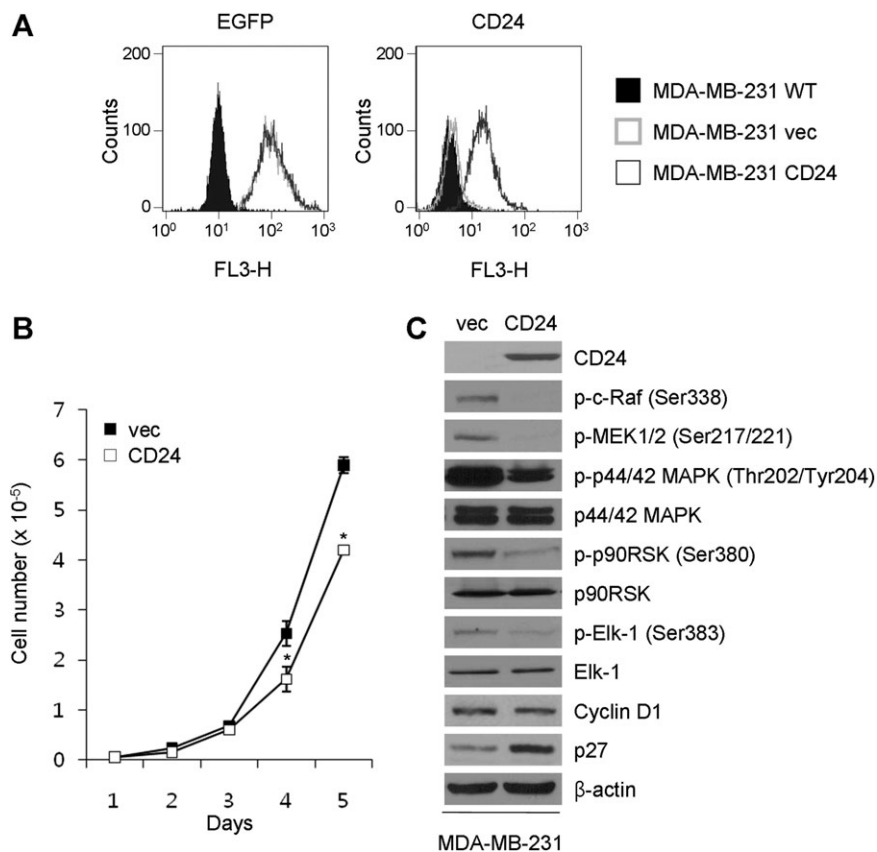 A
EGFP
CD24
200
100
0
Counts
10⁰ 10¹ 10² 10³
FL3-H
200
100
0
Counts
10⁰ 10¹ 10² 10³
FL3-H
MDA-MB-231 WT
MDA-MB-231 vec
MDA-MB-231 CD24
B
7
6
5
4
3
2
1
0
Cell number (x 10⁻⁵)
vec
CD24
*
*
1 2 3 4 5
Days
C
vec CD24
CD24
p-c-Raf (Ser338)
p-MEK1/2 (Ser217/221)
p-p44/42 MAPK (Thr202/Tyr204)
p44/42 MAPK
p-p90RSK (Ser380)
p90RSK
p-Elk-1 (Ser383)
Elk-1
Cyclin D1
p27
β-actin
MDA-MB-231